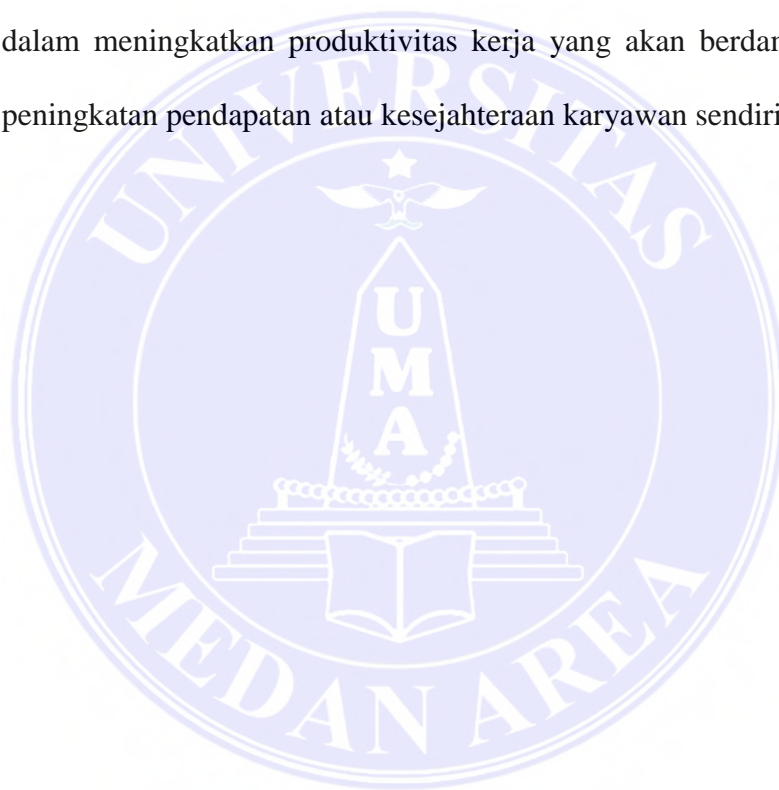 dalam meningkatkan produktivitas kerja yang akan
peningkatan pendapatan atau kesejahteraan karyawan sendiri
UNIVERSITAS
UMA
MEDAN AREA